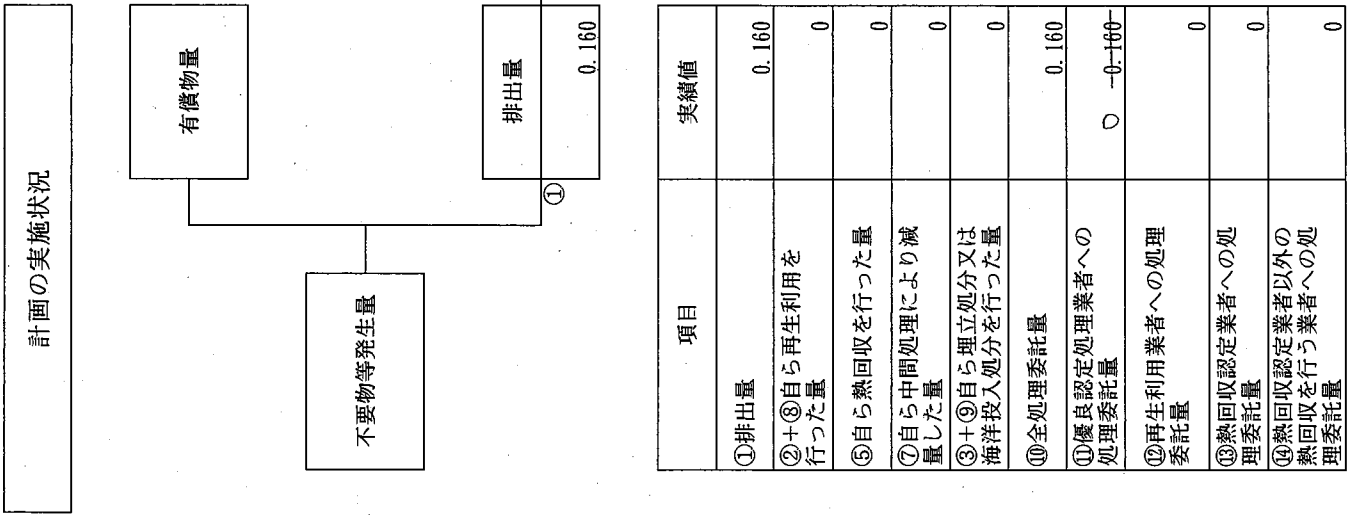 計画の実施状況
有償物量
不要物等発生量
排出量
①
0.160
項目
実績値
①排出量
0.160
②+⑧自ら再生利用を
行った量
0
⑤自ら熱回収を行った量
0
⑦自ら中間処理により減
量した量
0
③+⑨自ら埋立処分又は
海洋投入処分を行った量
0
⑩全処理委託量
0.160
⑪優良認定処理業者への
処理委託量
0 0.160
⑫再生利用業者への処理
委託量
0
⑬熱回収認定業者への処
理委託量
0
⑭熱回収認定業者以外の
熱回収を行う業者への処
理委託量
0